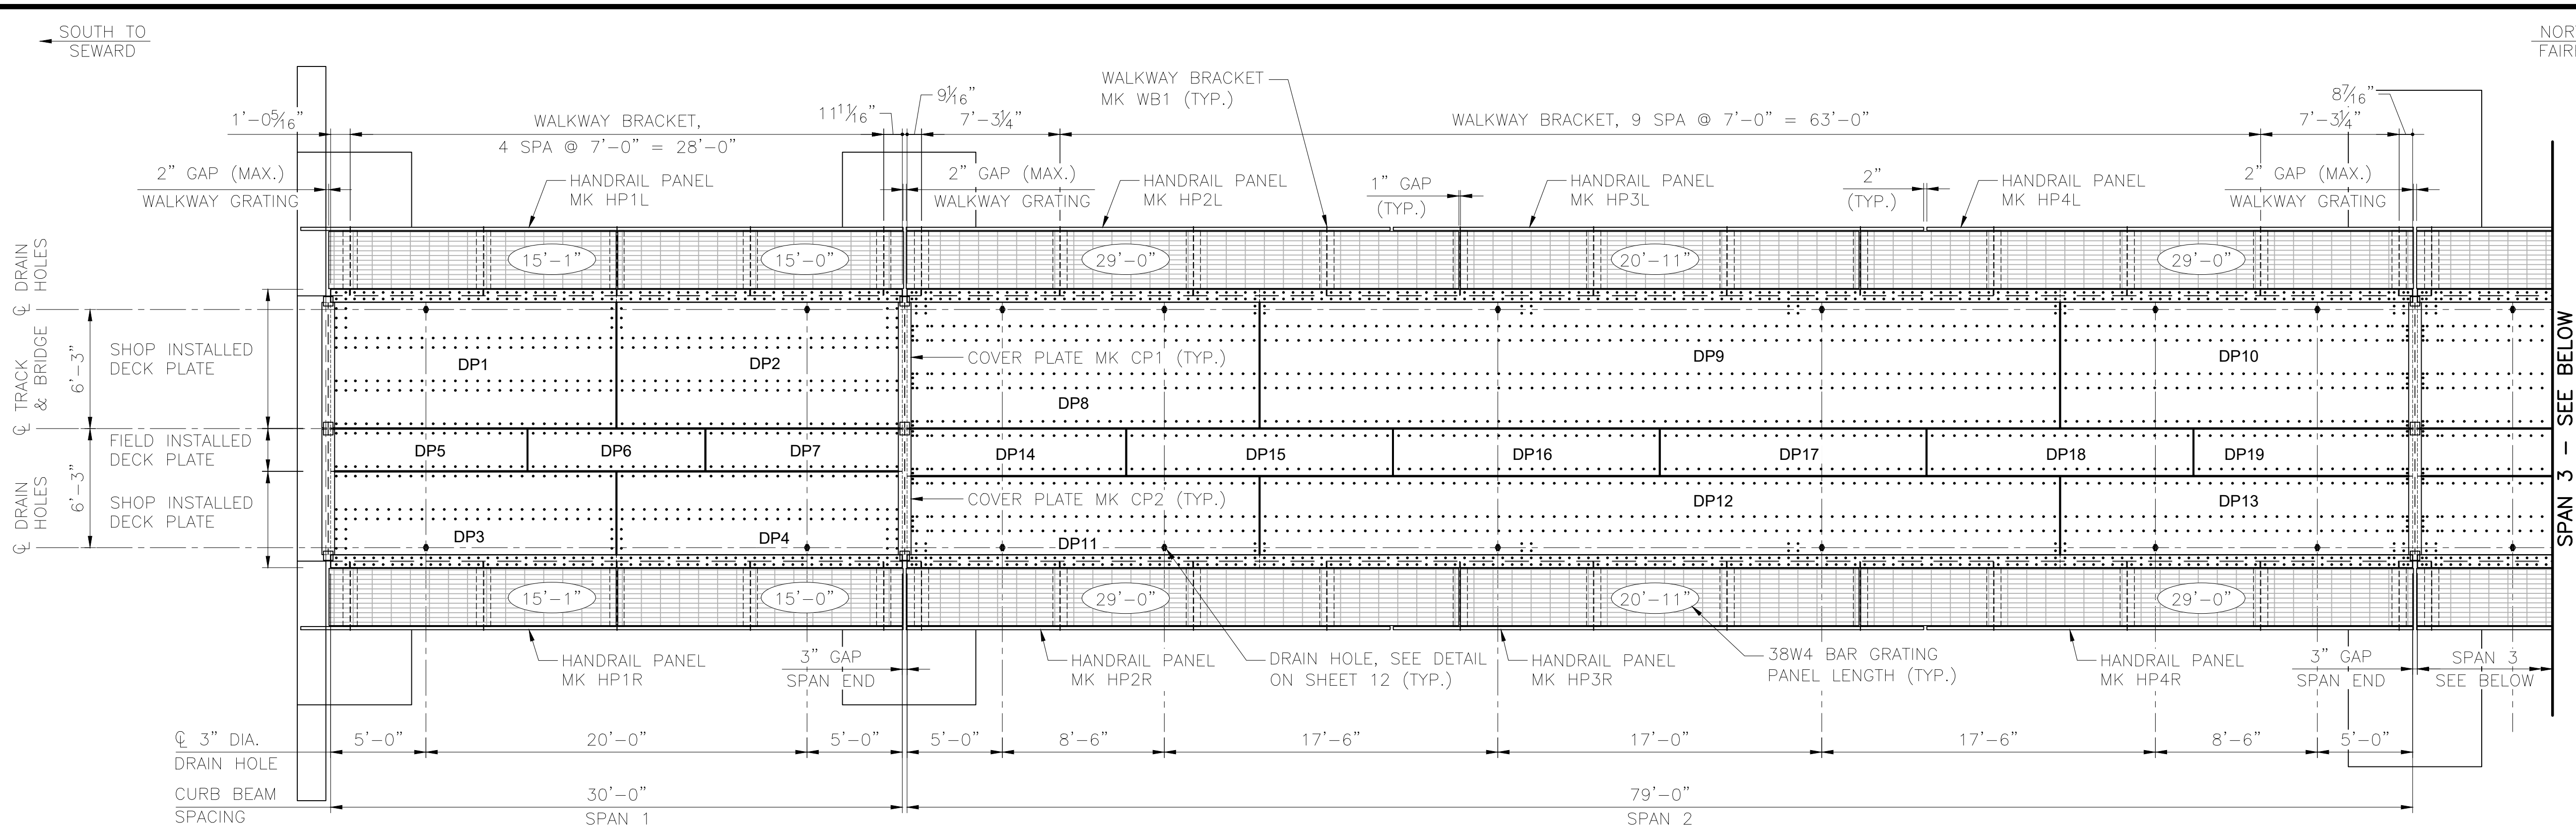 SOUTH TO
SEWARD
1'-0 5/16"
WALKWAY BRACKET,
4 SPA @ 7'-0" = 28'-0"
11 11/16"
9/16"
7'-3 1/4"
WALKWAY BRACKET
MK WB1 (TYP.)
WALKWAY BRACKET, 9 SPA @ 7'-0" = 63'-0"
7'-3 1/4"
8 7/16"
NOR
FAIR
2" GAP (MAX.)
WALKWAY GRATING
HANDRAIL PANEL
MK HP1L
2" GAP (MAX.)
WALKWAY GRATING
HANDRAIL PANEL
MK HP2L
1" GAP
(TYP.)
HANDRAIL PANEL
MK HP3L
2"
(TYP.)
HANDRAIL PANEL
MK HP4L
2" GAP (MAX.)
WALKWAY GRATING
15'-1"
15'-0"
29'-0"
20'-11"
29'-0"
℄ DRAIN
HOLES
6'-3"
SHOP INSTALLED
DECK PLATE
DP1
DP2
COVER PLATE MK CP1 (TYP.)
DP8
DP9
DP10
℄ TRACK
& BRIDGE
FIELD INSTALLED
DECK PLATE
DP5
DP6
DP7
DP14
DP15
DP16
DP17
DP18
DP19
℄ DRAIN
HOLES
6'-3"
SHOP INSTALLED
DECK PLATE
DP3
DP4
COVER PLATE MK CP2 (TYP.)
DP11
DP12
DP13
SPAN 3 - SEE BELOW
15'-1"
15'-0"
29'-0"
20'-11"
29'-0"
HANDRAIL PANEL
MK HP1R
3" GAP
SPAN END
HANDRAIL PANEL
MK HP2R
DRAIN HOLE, SEE DETAIL
ON SHEET 12 (TYP.)
HANDRAIL PANEL
MK HP3R
38W4 BAR GRATING
PANEL LENGTH (TYP.)
HANDRAIL PANEL
MK HP4R
3" GAP
SPAN END
SPAN 3
SEE BELOW
℄ 3" DIA.
DRAIN HOLE
5'-0"
20'-0"
5'-0"
5'-0"
8'-6"
17'-6"
17'-0"
17'-6"
8'-6"
5'-0"
CURB BEAM
SPACING
30'-0"
SPAN 1
79'-0"
SPAN 2